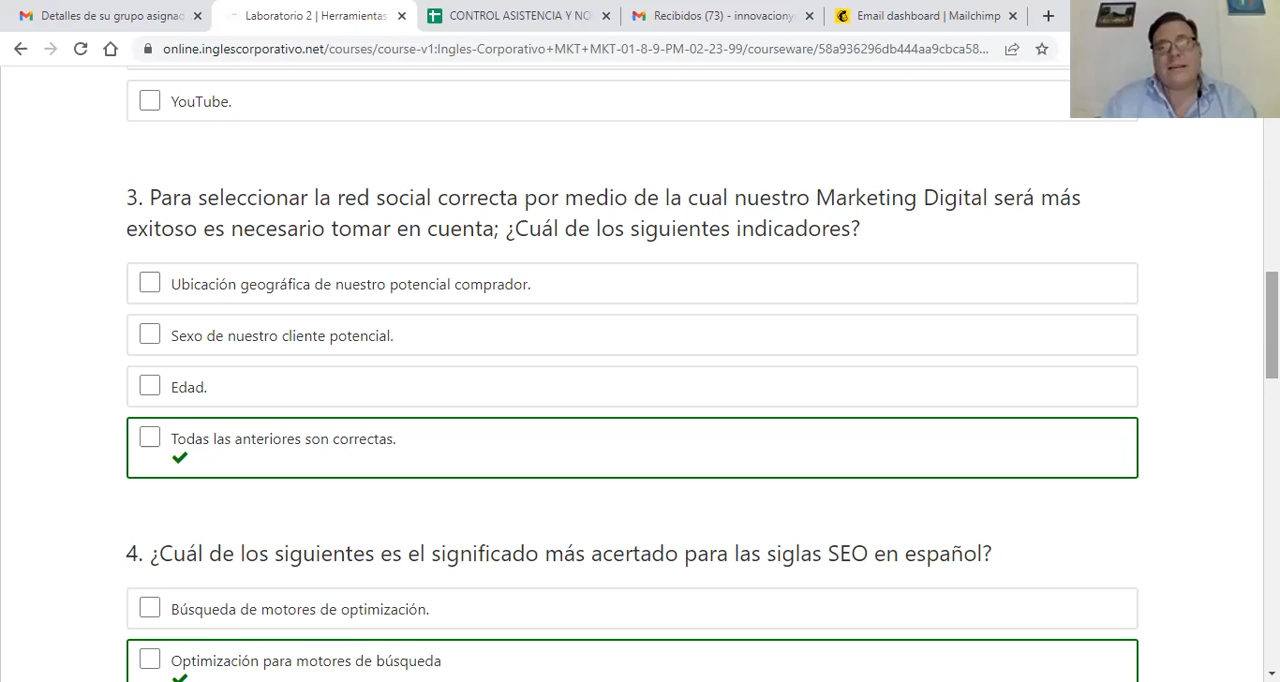 Detalles de su grupo asignac
Laboratorio 2 | Herramientas
CONTROL ASISTENCIA Y NO
Recibidos (73) - innovaciony
Email dashboard | Mailchimp
online.inglescorporativo.net/courses/course-v1:Ingles-Corporativo+MKT+MKT-01-8-9-PM-02-23-99/courseware/58a936296db444aa9cbca58...
YouTube.
3. Para seleccionar la red social correcta por medio de la cual nuestro Marketing Digital será más
exitoso es necesario tomar en cuenta; ¿Cuál de los siguientes indicadores?
Ubicación geográfica de nuestro potencial comprador.
Sexo de nuestro cliente potencial.
Edad.
Todas las anteriores son correctas.
4. ¿Cuál de los siguientes es el significado más acertado para las siglas SEO en español?
Búsqueda de motores de optimización.
Optimización para motores de búsqueda